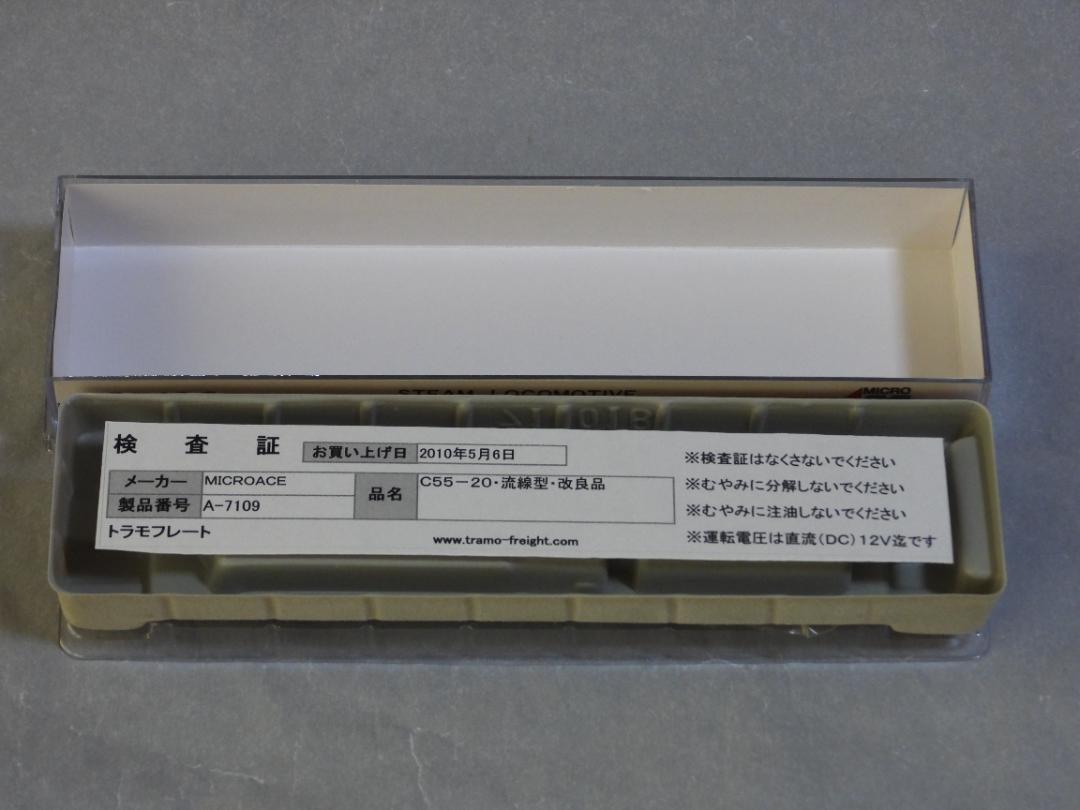 STEAM LOCOMOTIVE
MICRO
検査証
お買い上げ日 2010年5月6日
メーカー MICROACE
製品番号 A-7109
品名 C55-20・流線型・改良品
トラモフレート
www.tramo-freight.com
※検査証はなくさないでください
※むやみに分解しないでください
※むやみに注油しないでください
※運転電圧は直流(DC)12V迄です